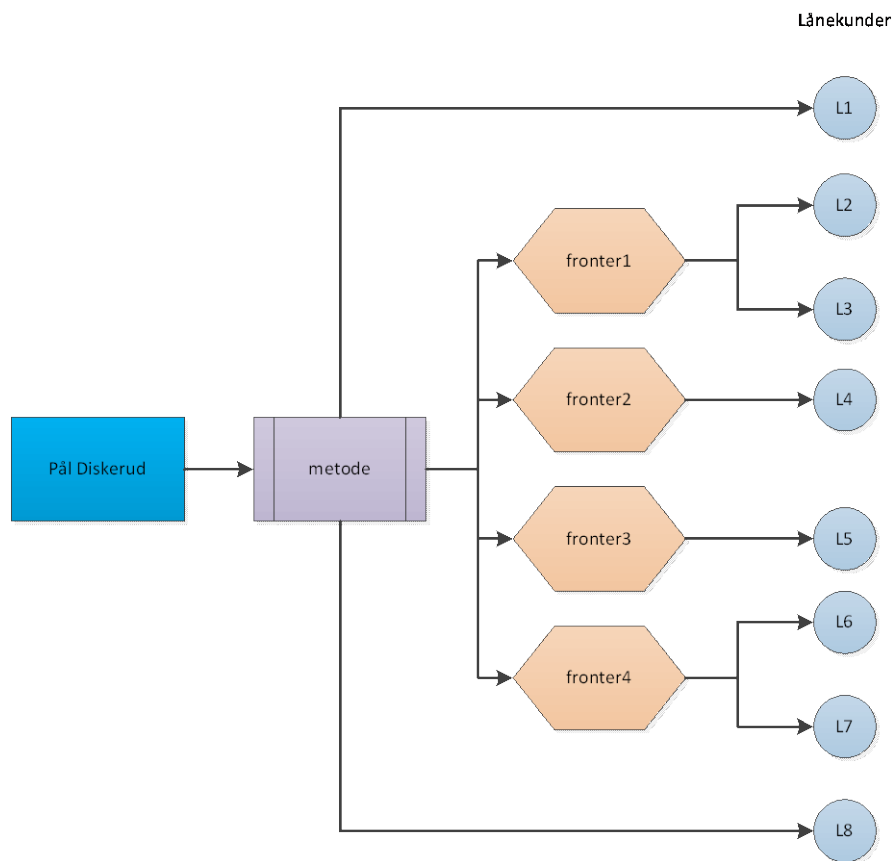 Lånekunder
L1
L2
fronter1
L3
fronter2
L4
Pål Diskerud
metode
fronter3
L5
L6
fronter4
L7
L8